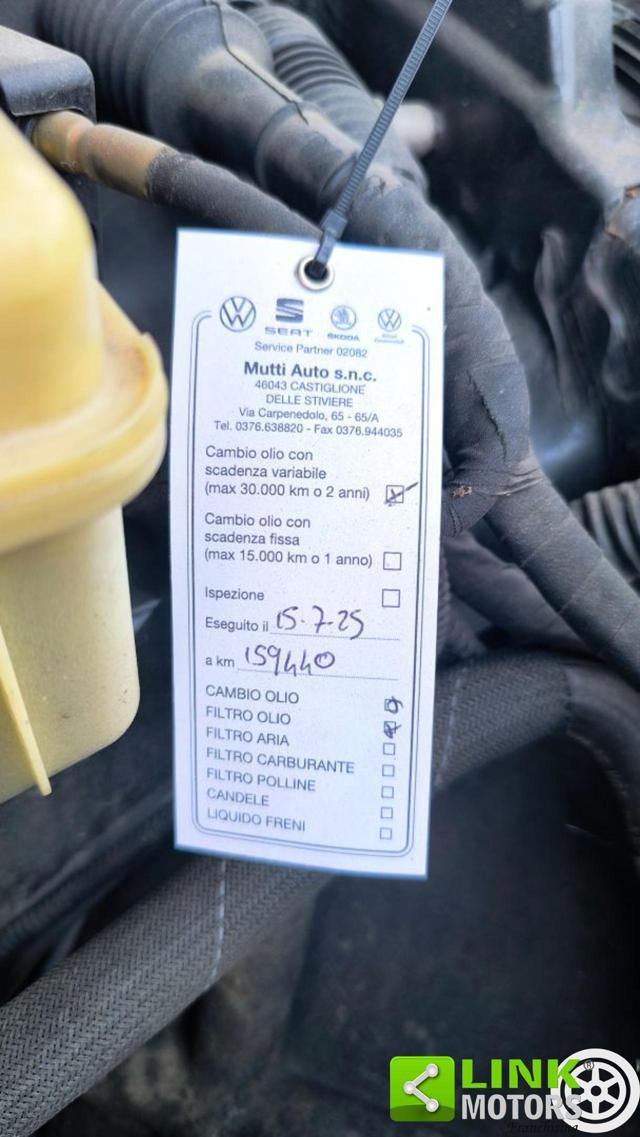 SEAT
ŠKODA
Service Partner 02082
Mutti Auto s.n.c.
46043 CASTIGLIONE
DELLE STIVIERE
Via Carpenedolo, 65 - 65/A
Tel. 0376.638820 - Fax 0376.944035
Cambio olio con
scadenza variabile
(max 30.000 km o 2 anni)
Cambio olio con
scadenza fissa
(max 15.000 km o 1 anno)
Ispezione
Eseguito il 15-7-25
a km 159440
CAMBIO OLIO
FILTRO OLIO
FILTRO ARIA
FILTRO CARBURANTE
FILTRO POLLINE
CANDELE
LIQUIDO FRENI
LINK®
MOTORS
Franchising